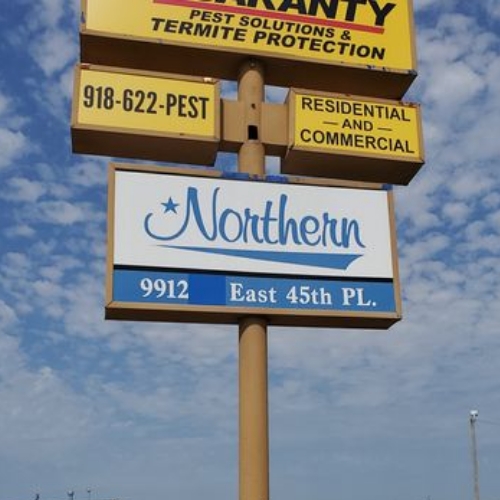 PEST SOLUTIONS &
TERMITE PROTECTION
918-622-PEST
RESIDENTIAL
—AND—
COMMERCIAL
Northern
9912 East 45th PL.